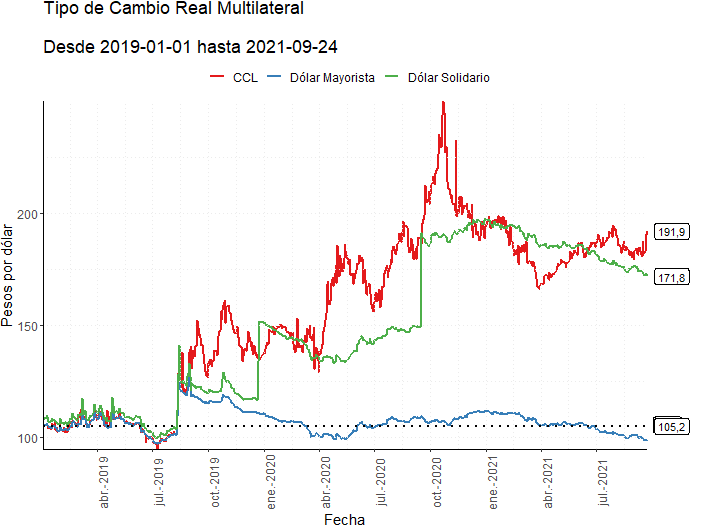 Tipo de Cambio Real Multilateral
Desde 2019-01-01 hasta 2021-09-24
CCL Dólar Mayorista Dólar Solidario
Pesos por dólar
200
150
100
191,9
171,8
105,2
abr.-2019
jul.-2019
oct.-2019
ene.-2020
abr.-2020
jul.-2020
oct.-2020
ene.-2021
abr.-2021
jul.-2021
Fecha